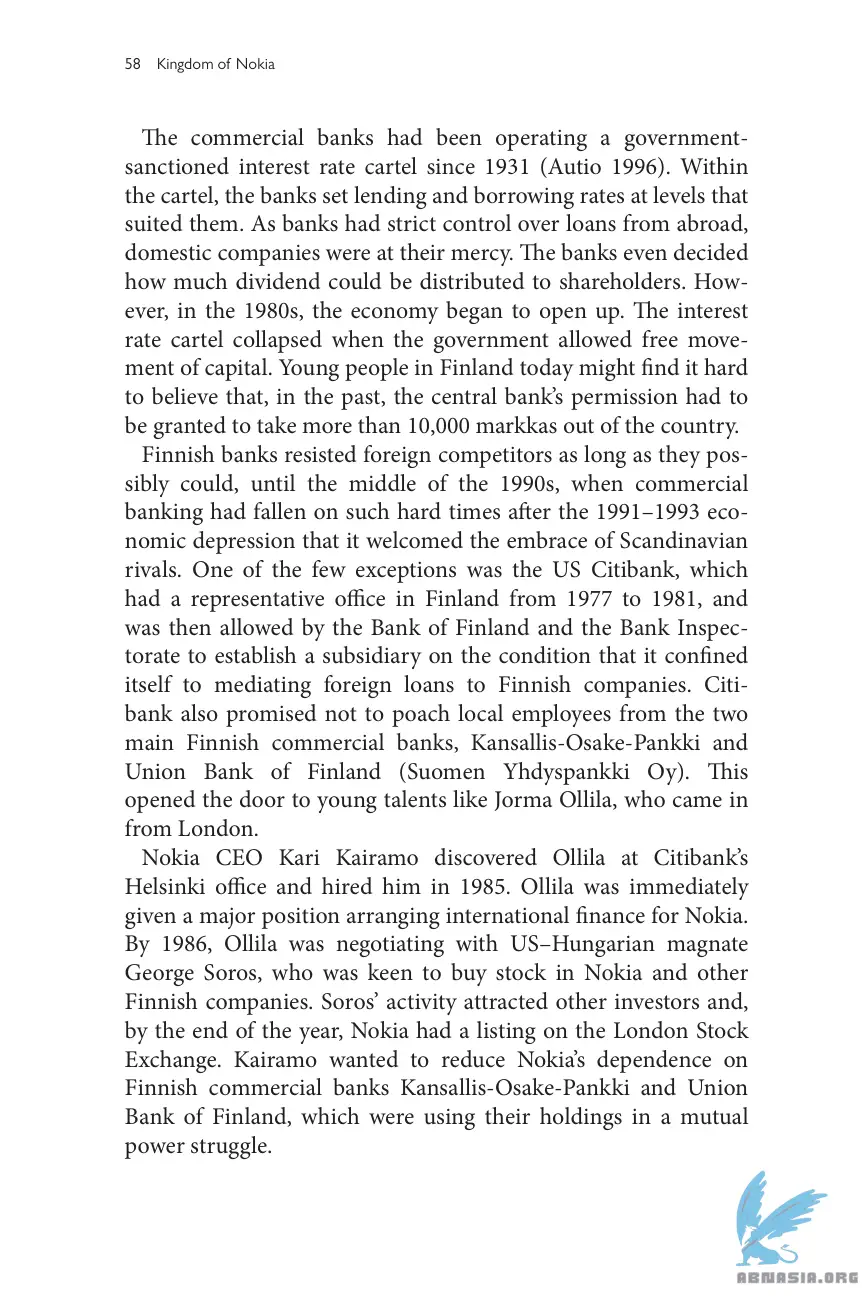 58 Kingdom of Nokia
The commercial banks had been operating a government-
sanctioned interest rate cartel since 1931 (Autio 1996). Within
the cartel, the banks set lending and borrowing rates at levels that
suited them. As banks had strict control over loans from abroad,
domestic companies were at their mercy. The banks even decided
how much dividend could be distributed to shareholders. How-
ever, in the 1980s, the economy began to open up. The interest
rate cartel collapsed when the government allowed free move-
ment of capital. Young people in Finland today might find it hard
to believe that, in the past, the central bank’s permission had to
be granted to take more than 10,000 markkas out of the country.
Finnish banks resisted foreign competitors as long as they pos-
sibly could, until the middle of the 1990s, when commercial
banking had fallen on such hard times after the 1991–1993 eco-
nomic depression that it welcomed the embrace of Scandinavian
rivals. One of the few exceptions was the US Citibank, which
had a representative office in Finland from 1977 to 1981, and
was then allowed by the Bank of Finland and the Bank Inspec-
torate to establish a subsidiary on the condition that it confined
itself to mediating foreign loans to Finnish companies. Citi-
bank also promised not to poach local employees from the two
main Finnish commercial banks, Kansallis-Osake-Pankki and
Union Bank of Finland (Suomen Yhdyspankki Oy). This
opened the door to young talents like Jorma Ollila, who came in
from London.
Nokia CEO Kari Kairamo discovered Ollila at Citibank’s
Helsinki office and hired him in 1985. Ollila was immediately
given a major position arranging international finance for Nokia.
By 1986, Ollila was negotiating with US–Hungarian magnate
George Soros, who was keen to buy stock in Nokia and other
Finnish companies. Soros’ activity attracted other investors and,
by the end of the year, Nokia had a listing on the London Stock
Exchange. Kairamo wanted to reduce Nokia’s dependence on
Finnish commercial banks Kansallis-Osake-Pankki and Union
Bank of Finland, which were using their holdings in a mutual
power struggle.
ABNASIA.ORG